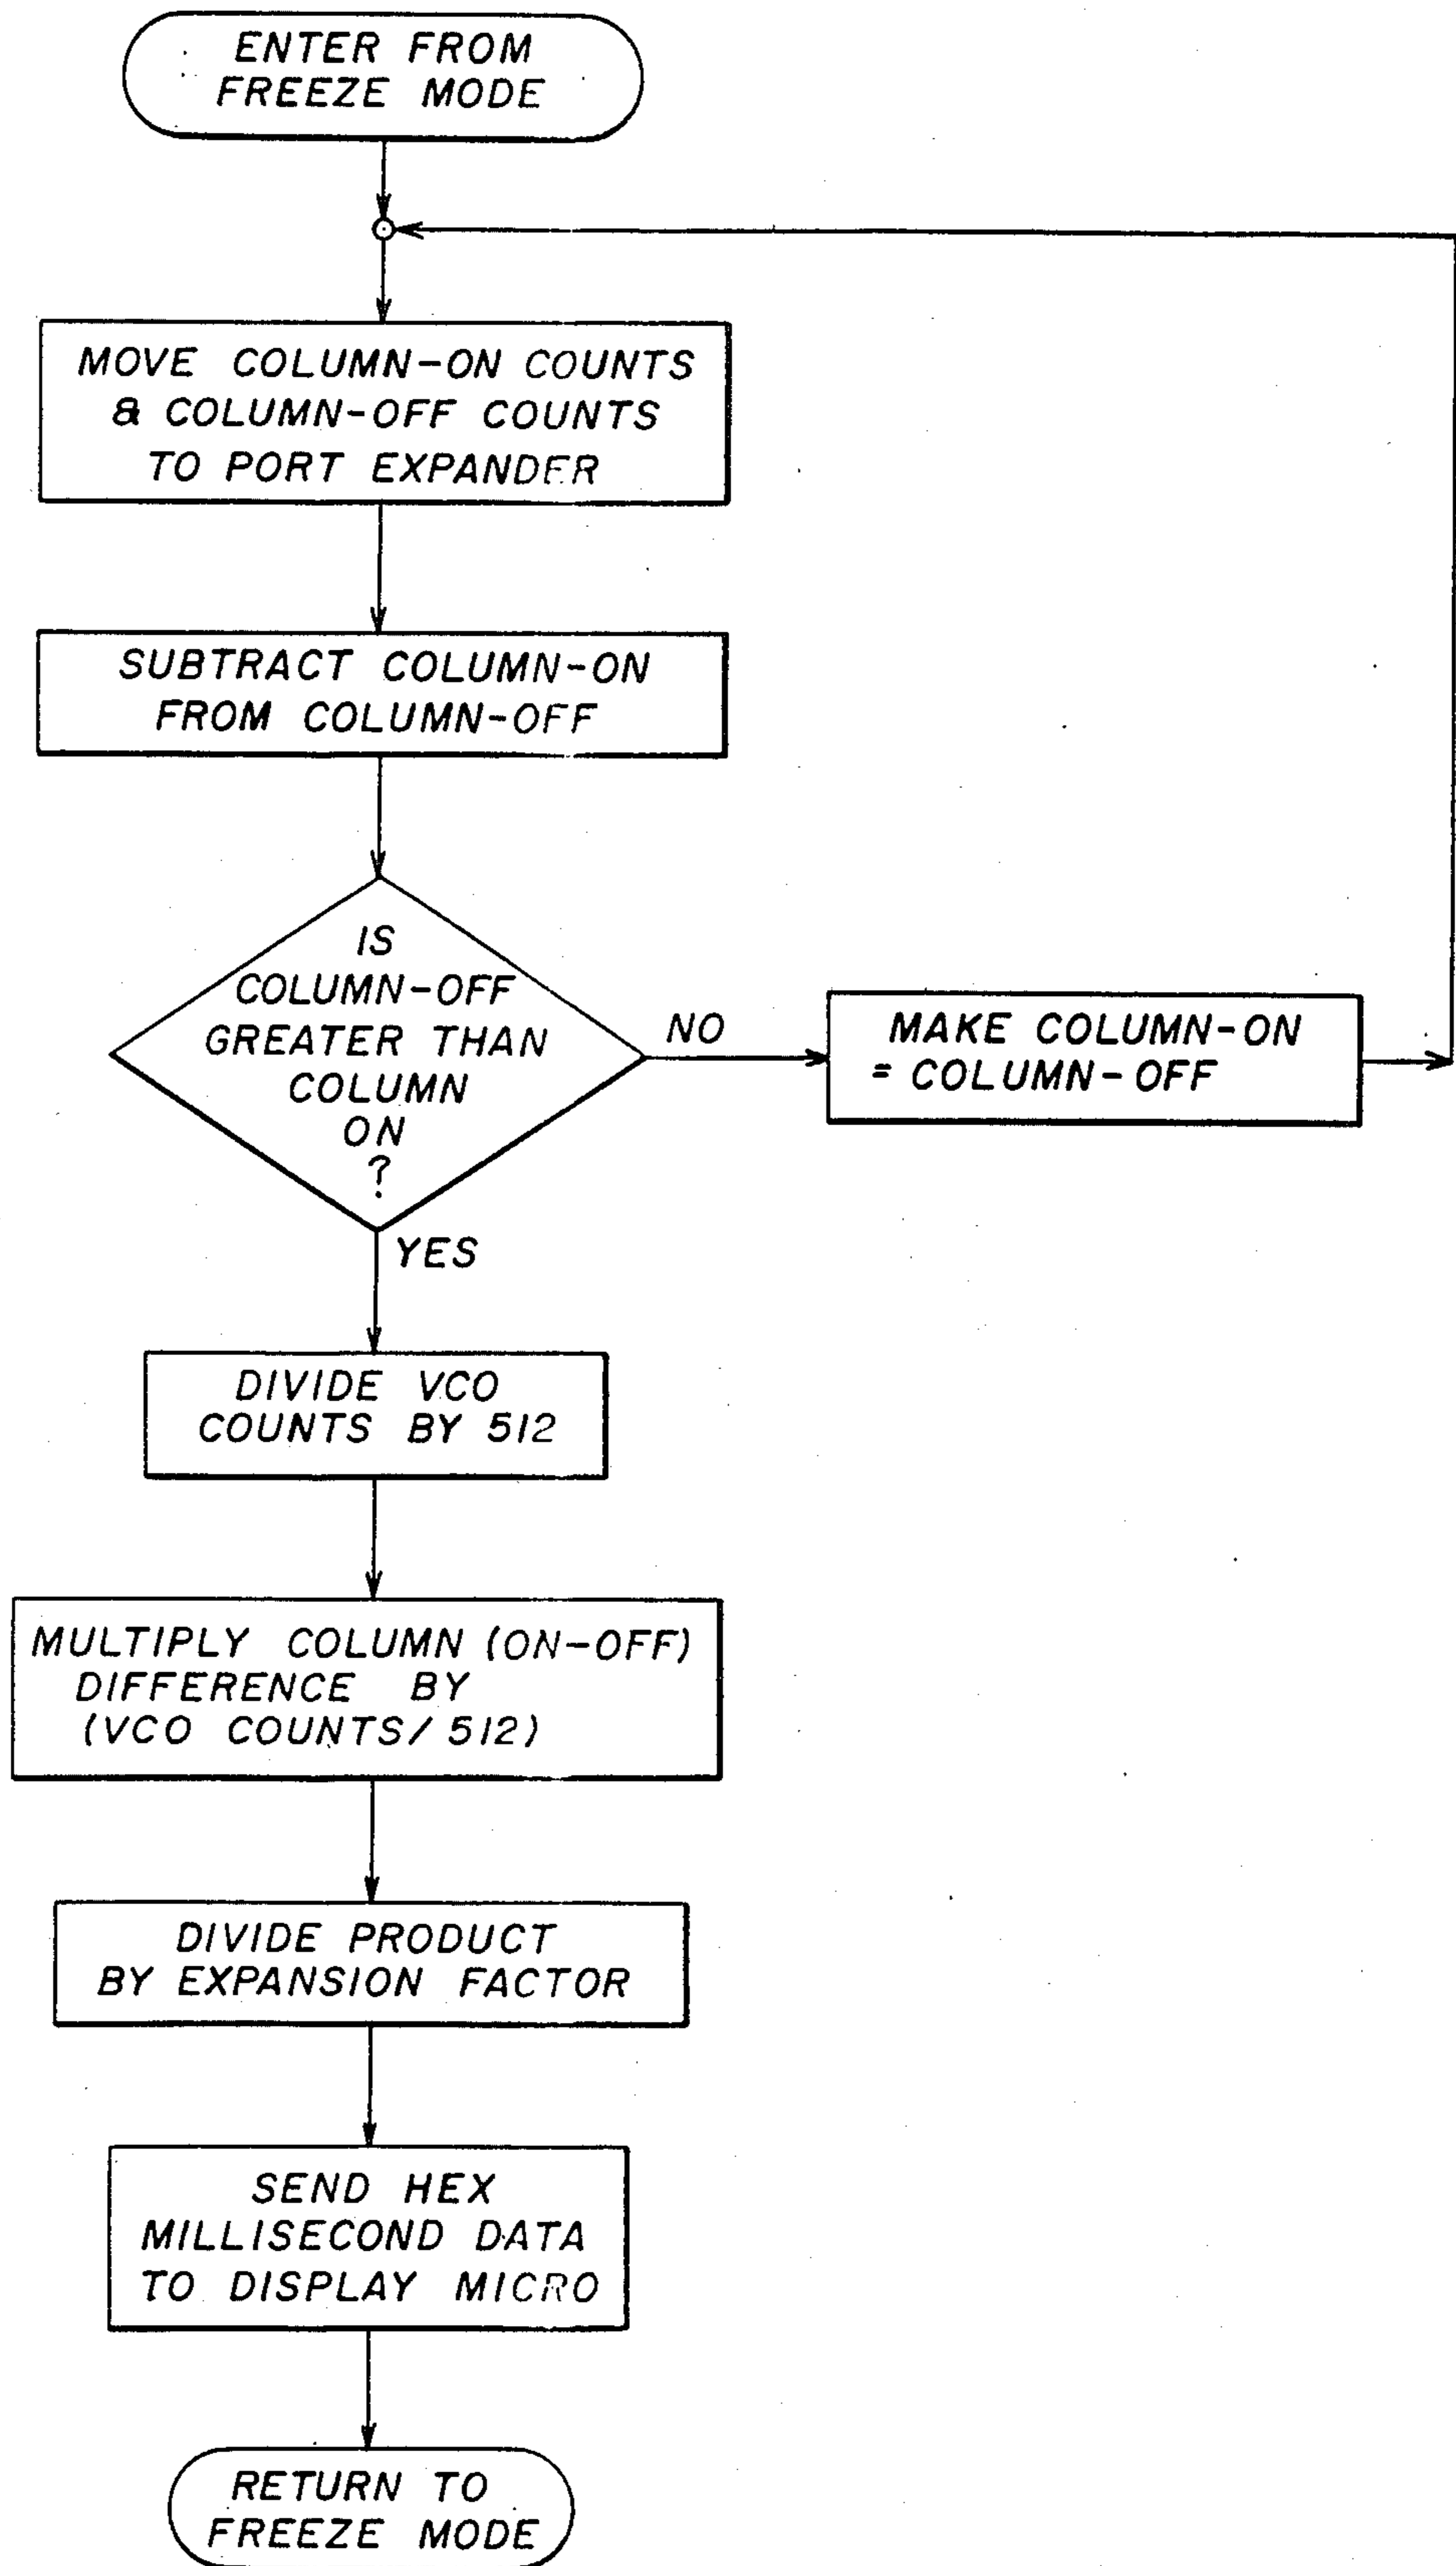 ENTER FROM
FREEZE MODE
MOVE COLUMN-ON COUNTS
& COLUMN-OFF COUNTS
TO PORT EXPANDER
SUBTRACT COLUMN-ON
FROM COLUMN-OFF
IS
COLUMN-OFF
GREATER THAN
COLUMN
ON
?
NO
MAKE COLUMN-ON
= COLUMN-OFF
YES
DIVIDE VCO
COUNTS BY 512
MULTIPLY COLUMN (ON-OFF)
DIFFERENCE BY
(VCO COUNTS/512)
DIVIDE PRODUCT
BY EXPANSION FACTOR
SEND HEX
MILLISECOND DATA
TO DISPLAY MICRO
RETURN TO
FREEZE MODE